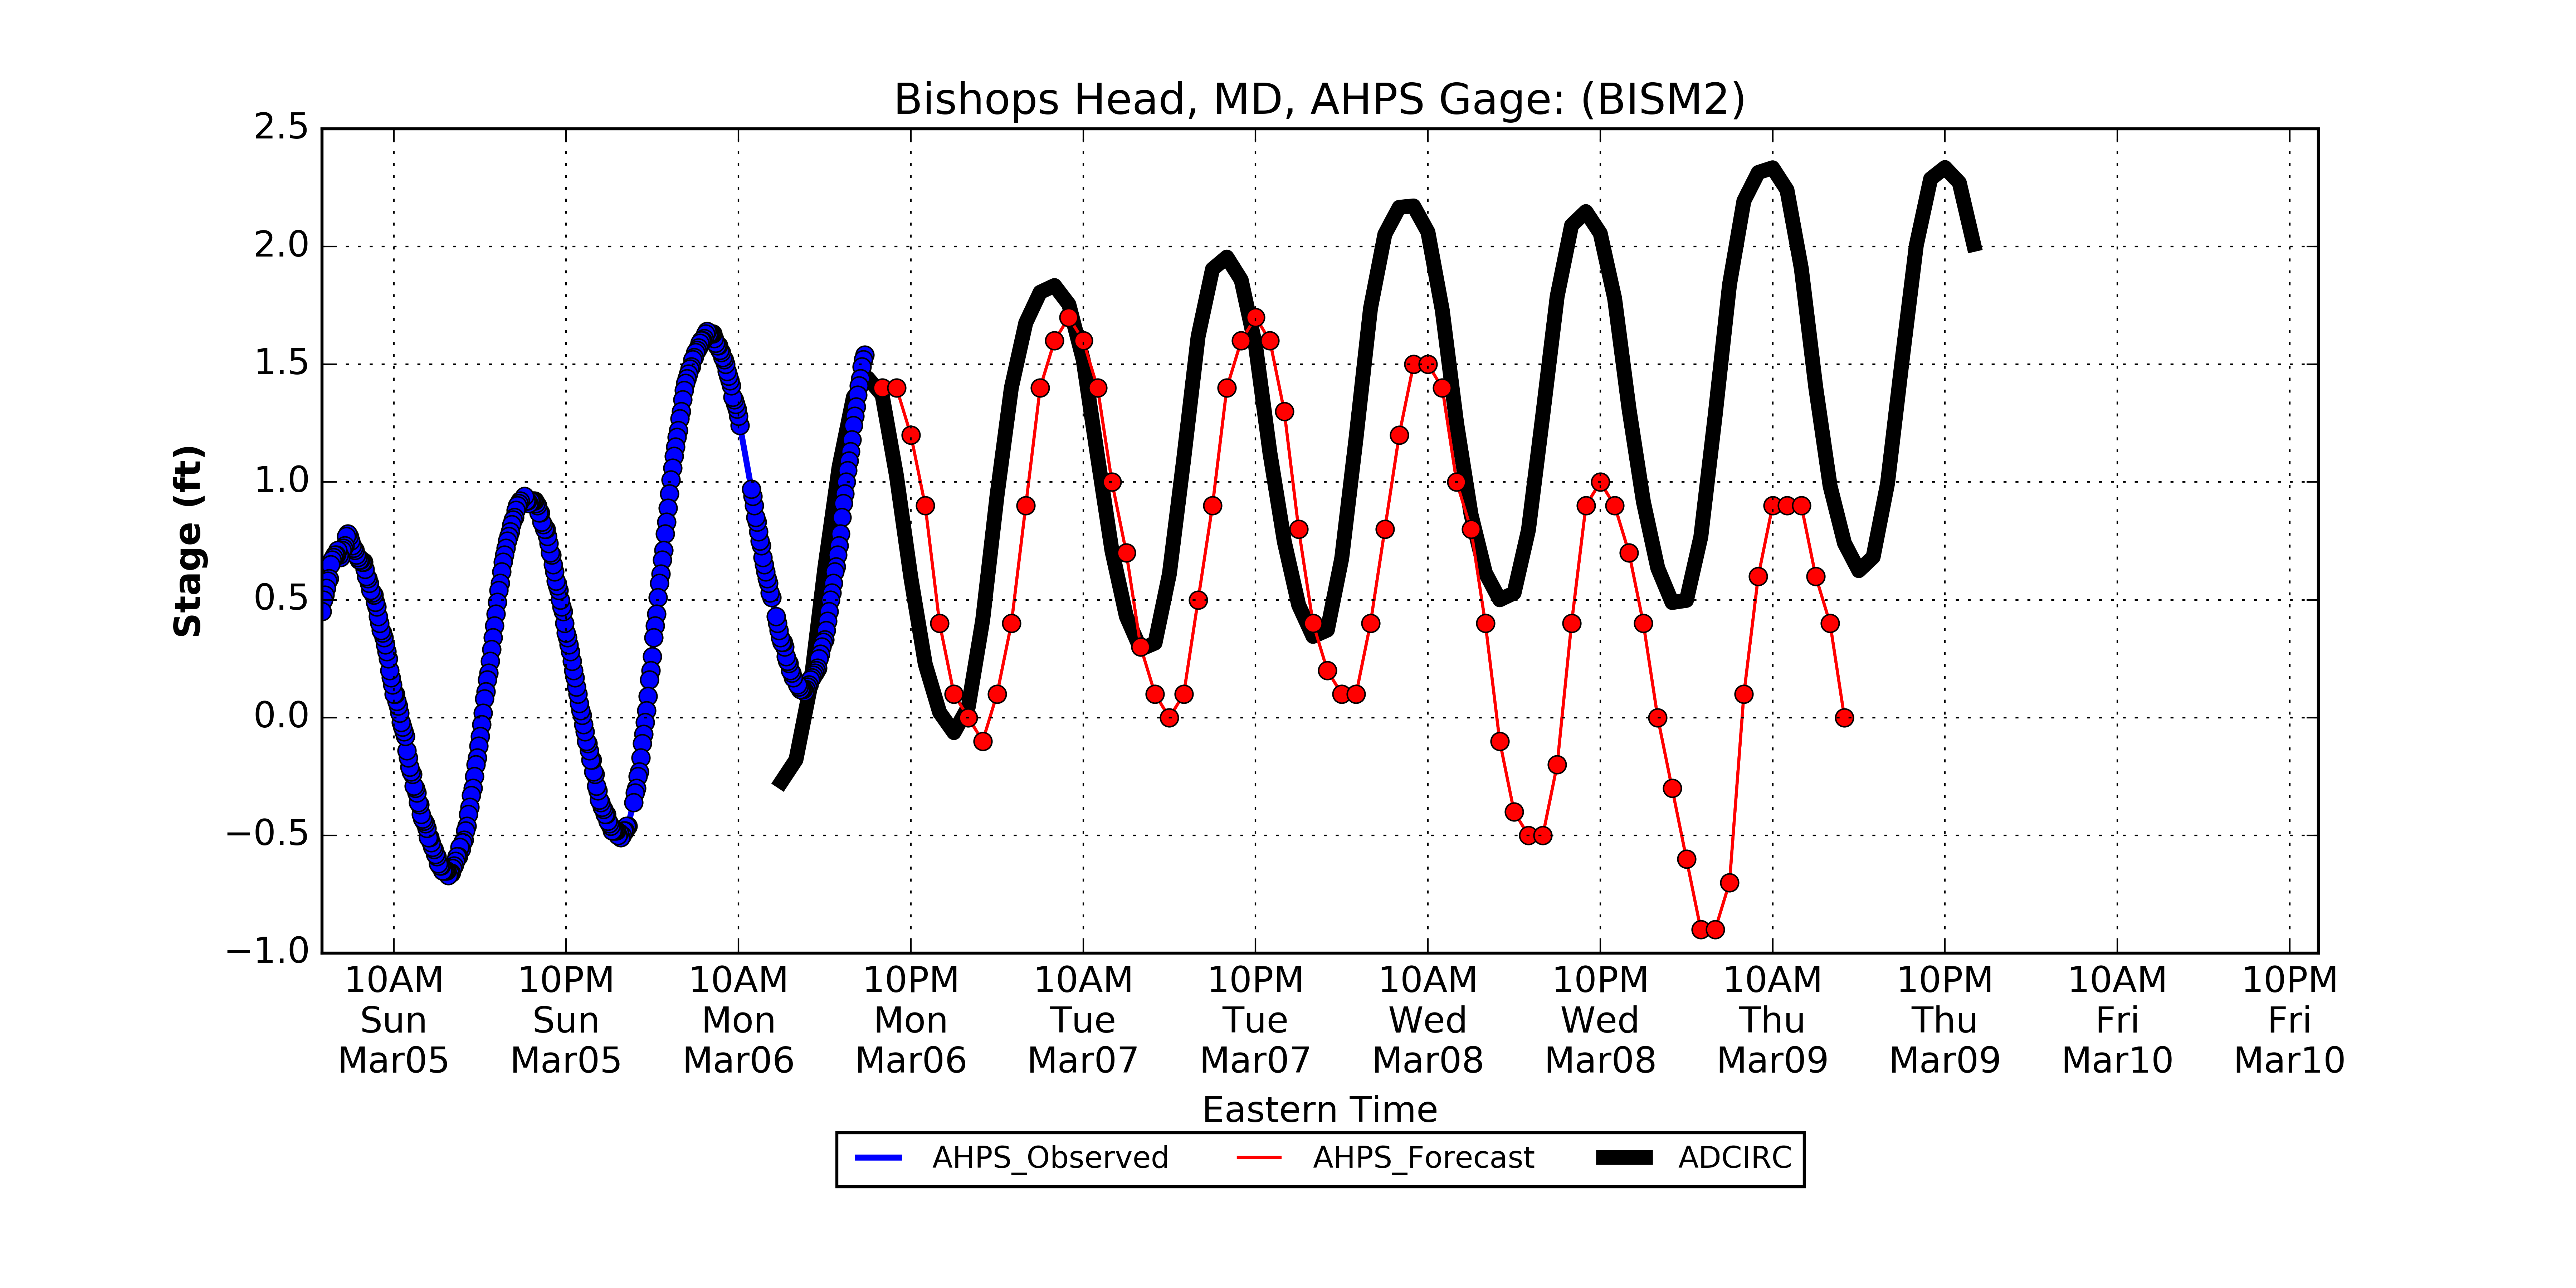 Bishops Head, MD, AHPS Gage: (BISM2)
2.5
2.0
1.5
1.0
0.5
0.0
−0.5
−1.0
Stage (ft)
10AM 10PM 10AM 10PM 10AM 10PM 10AM 10PM 10AM 10PM 10AM 10PM
Sun Sun Mon Mon Tue Tue Wed Wed Thu Thu Fri Fri
Mar05 Mar05 Mar06 Mar06 Mar07 Mar07 Mar08 Mar08 Mar09 Mar09 Mar10 Mar10
Eastern Time
AHPS_Observed AHPS_Forecast ADCIRC